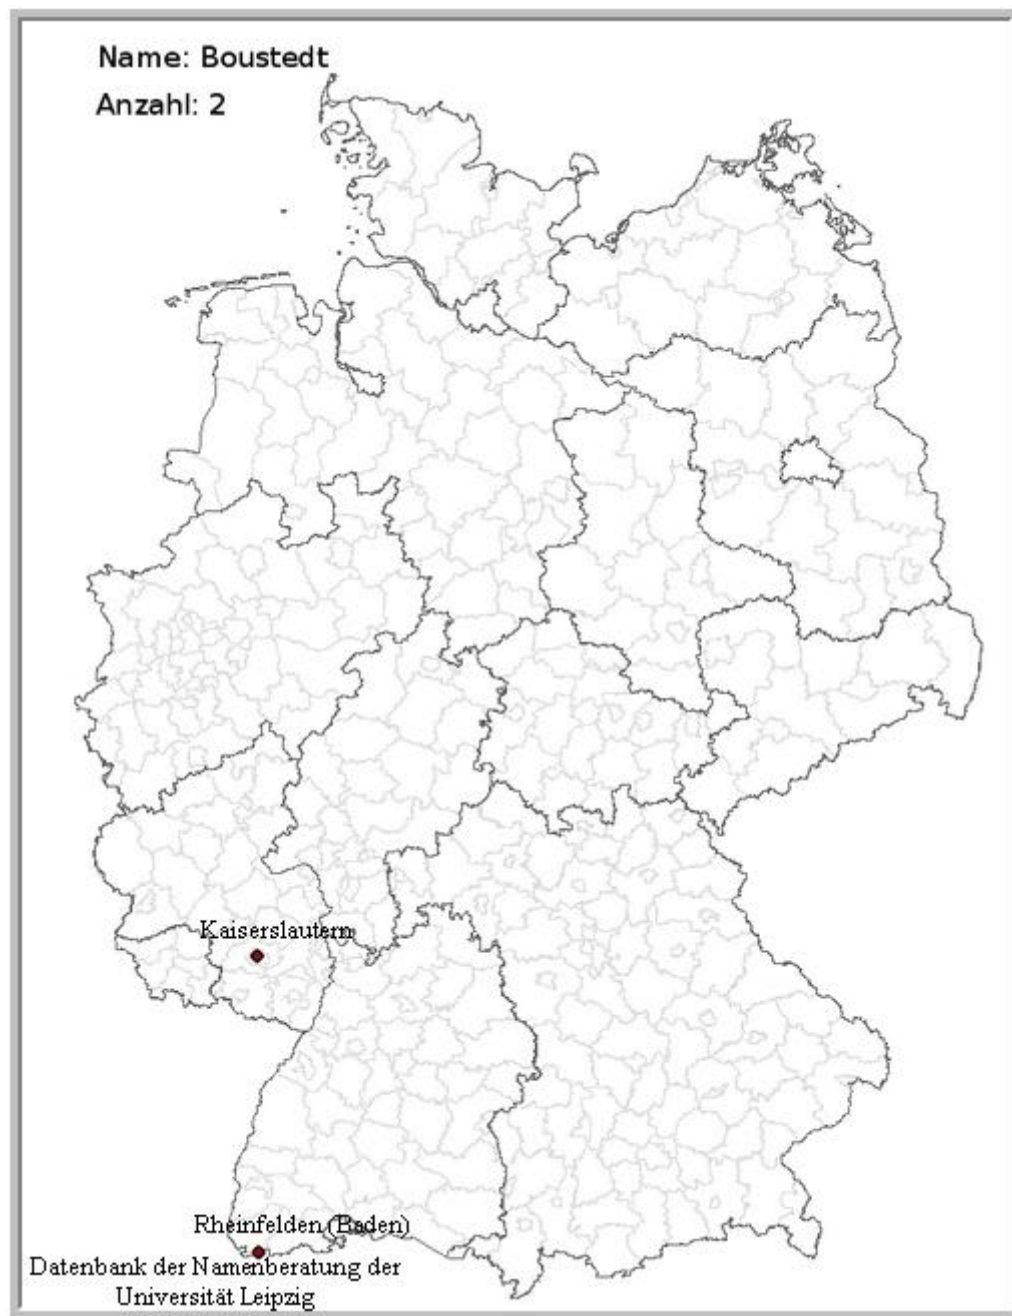 Name: Boustedt
Anzahl: 2
Kaiserslautern
Rheinfelden (Baden)
Datenbank der Namenberatung der
Universität Leipzig